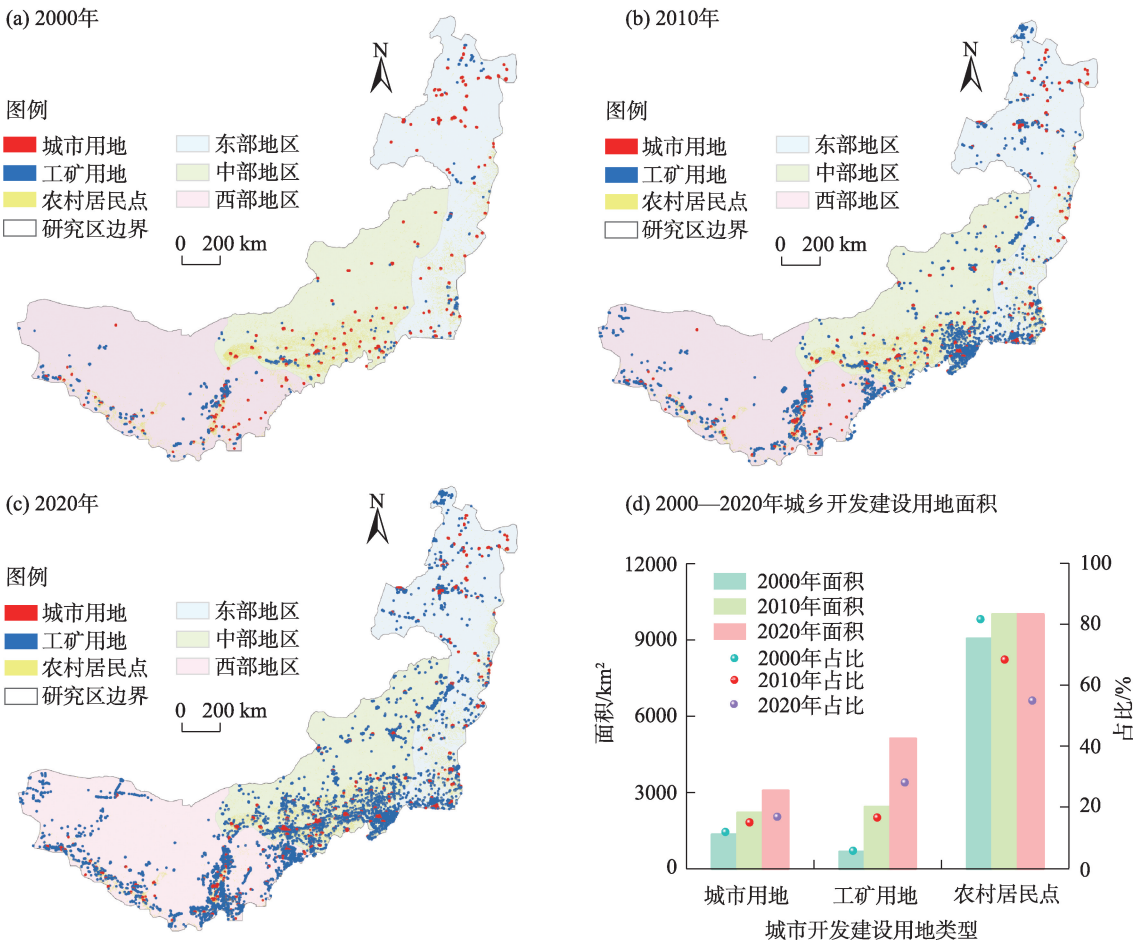 (a) 2000年
N
图例
城市用地
东部地区
工矿用地
中部地区
农村居民点
西部地区
研究区边界
0 200 km
(b) 2010年
N
图例
城市用地
东部地区
工矿用地
中部地区
农村居民点
西部地区
研究区边界
0 200 km
(c) 2020年
N
图例
城市用地
东部地区
工矿用地
中部地区
农村居民点
西部地区
研究区边界
0 200 km
(d) 2000—2020年城乡开发建设用地面积
12000
9000
6000
3000
0
面积/km²
2000年面积
2010年面积
2020年面积
2000年占比
2010年占比
2020年占比
100
80
60
40
20
0
占比/%
城市用地
工矿用地
农村居民点
城市开发建设用地类型